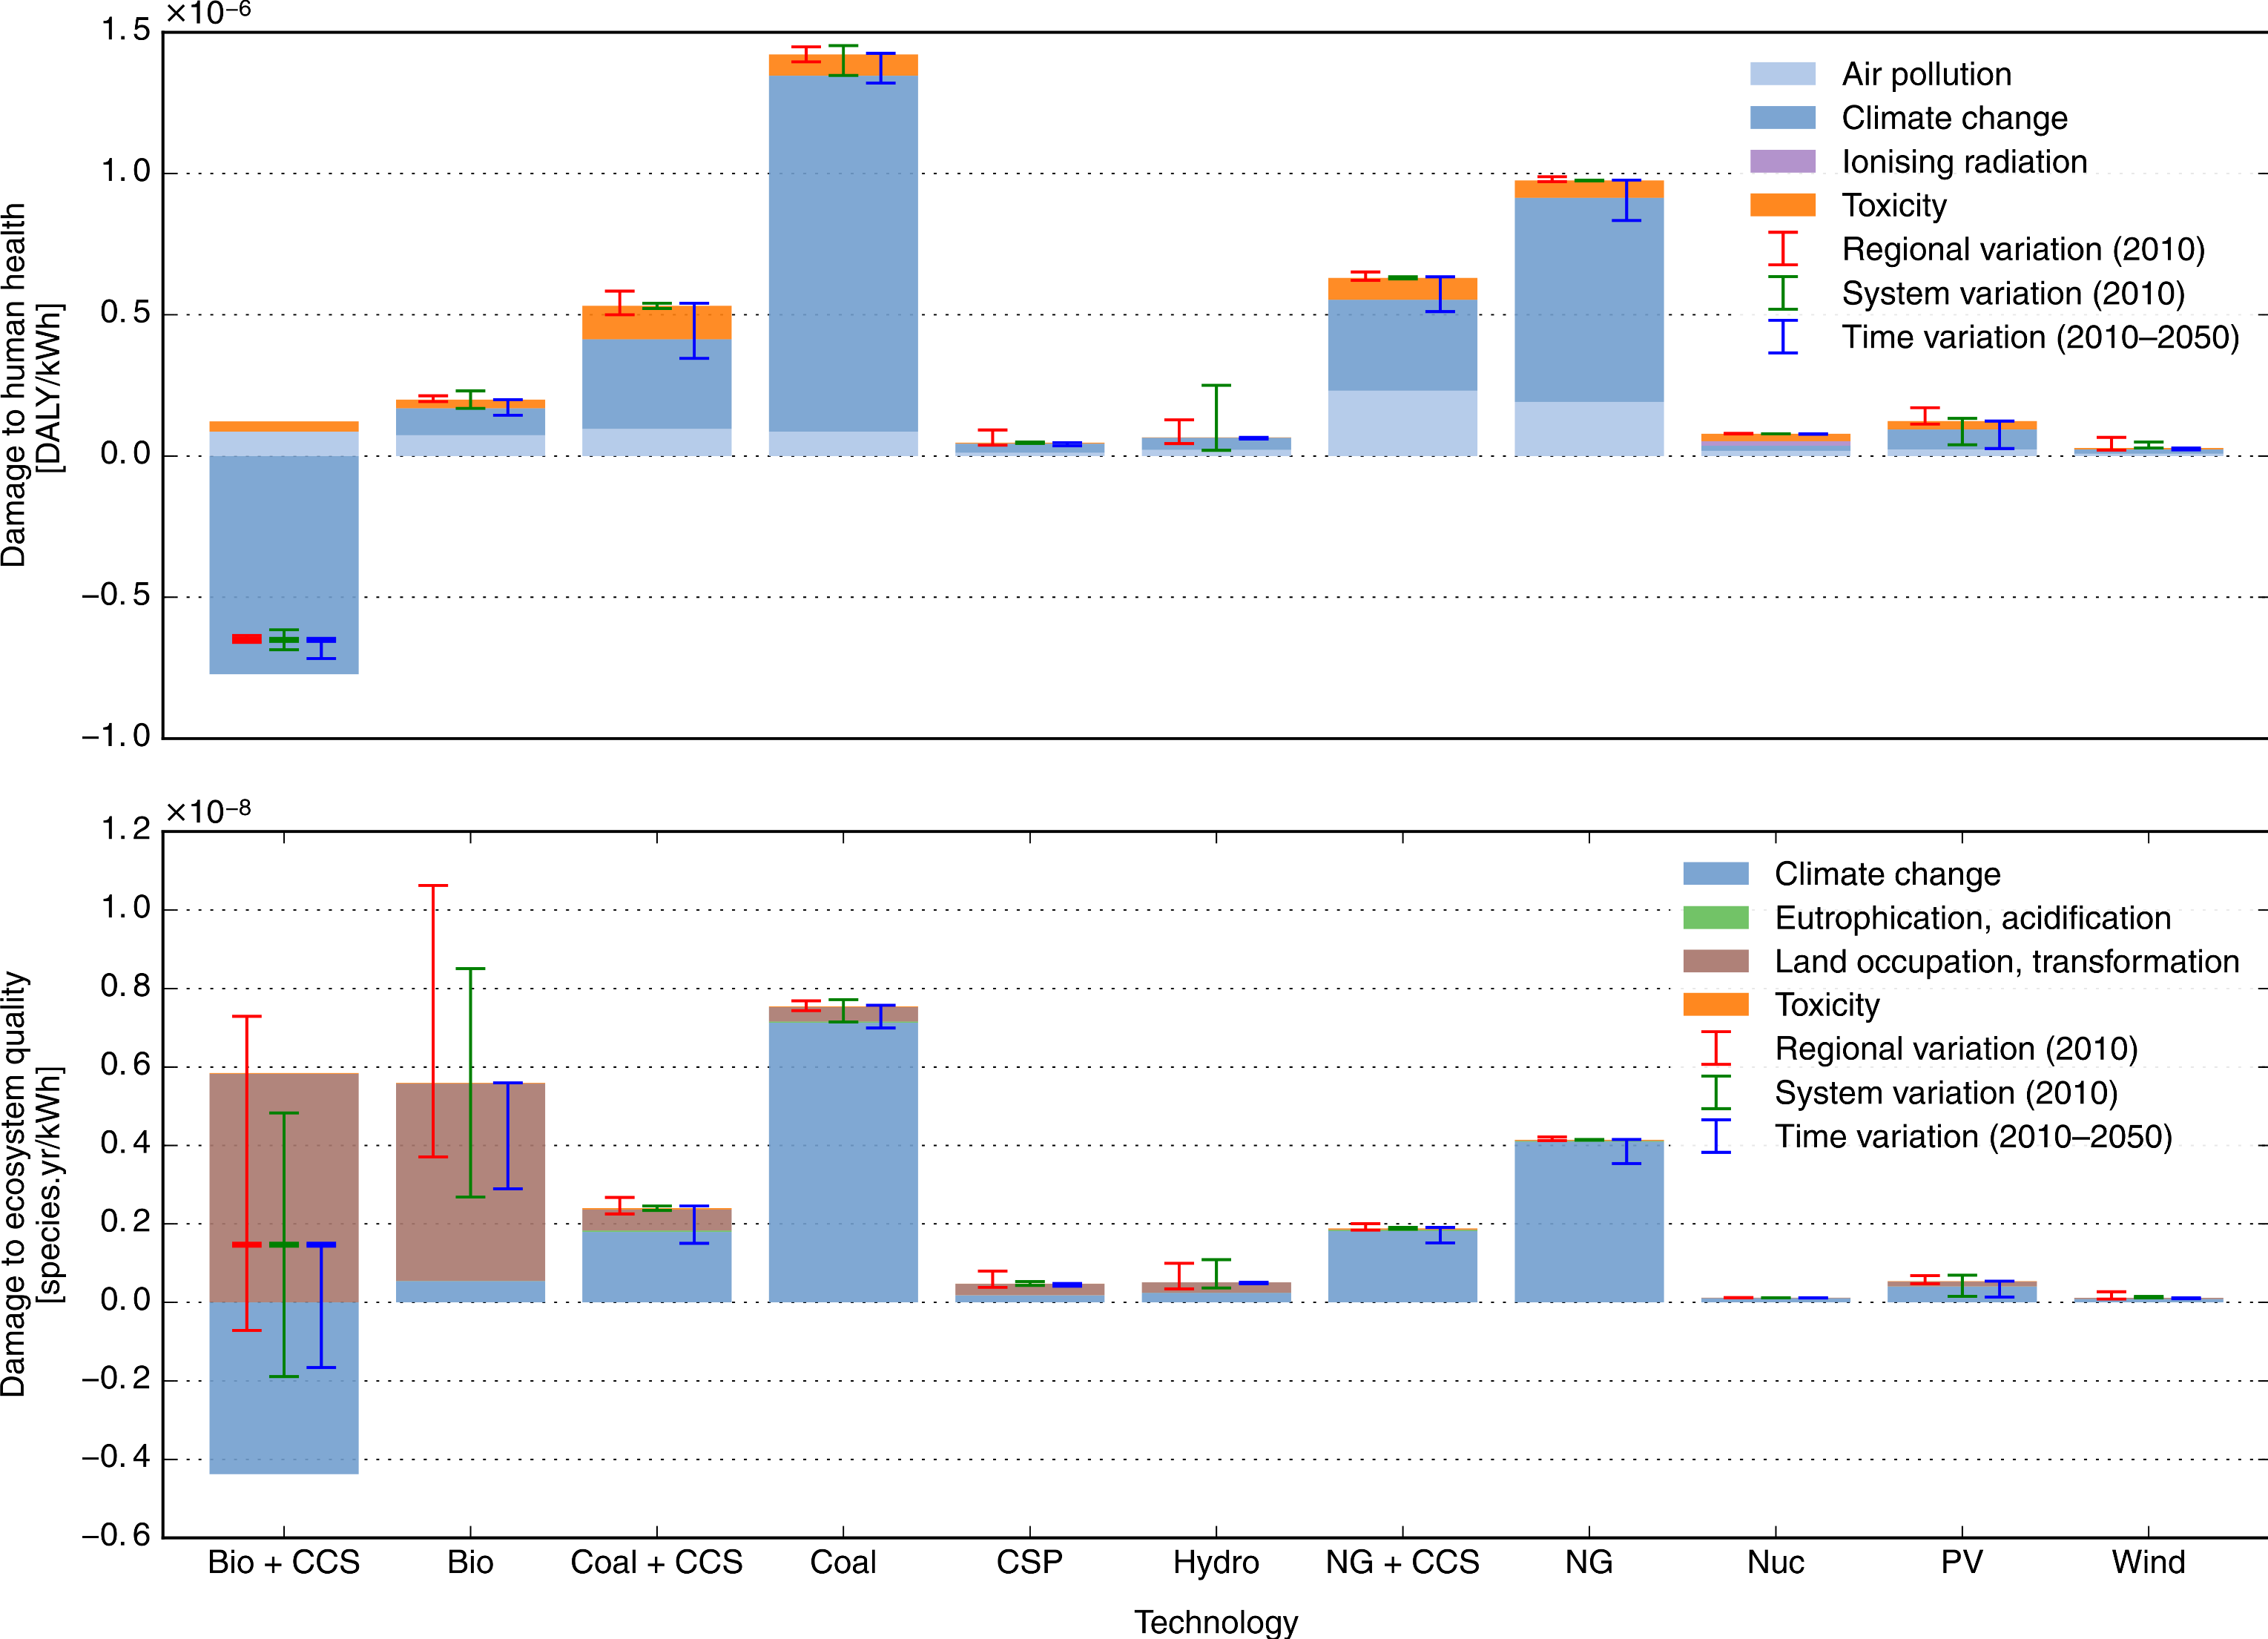 ×10⁻⁶
1.5
1.0
0.5
0.0
−0.5
−1.0
Damage to human health
[DALY/kWh]
Air pollution
Climate change
Ionising radiation
Toxicity
Regional variation (2010)
System variation (2010)
Time variation (2010–2050)
×10⁻⁸
1.2
1.0
0.8
0.6
0.4
0.2
0.0
−0.2
−0.4
−0.6
Damage to ecosystem quality
[species.yr/kWh]
Climate change
Eutrophication, acidification
Land occupation, transformation
Toxicity
Regional variation (2010)
System variation (2010)
Time variation (2010–2050)
Bio + CCS Bio Coal + CCS Coal CSP Hydro NG + CCS NG Nuc PV Wind
Technology